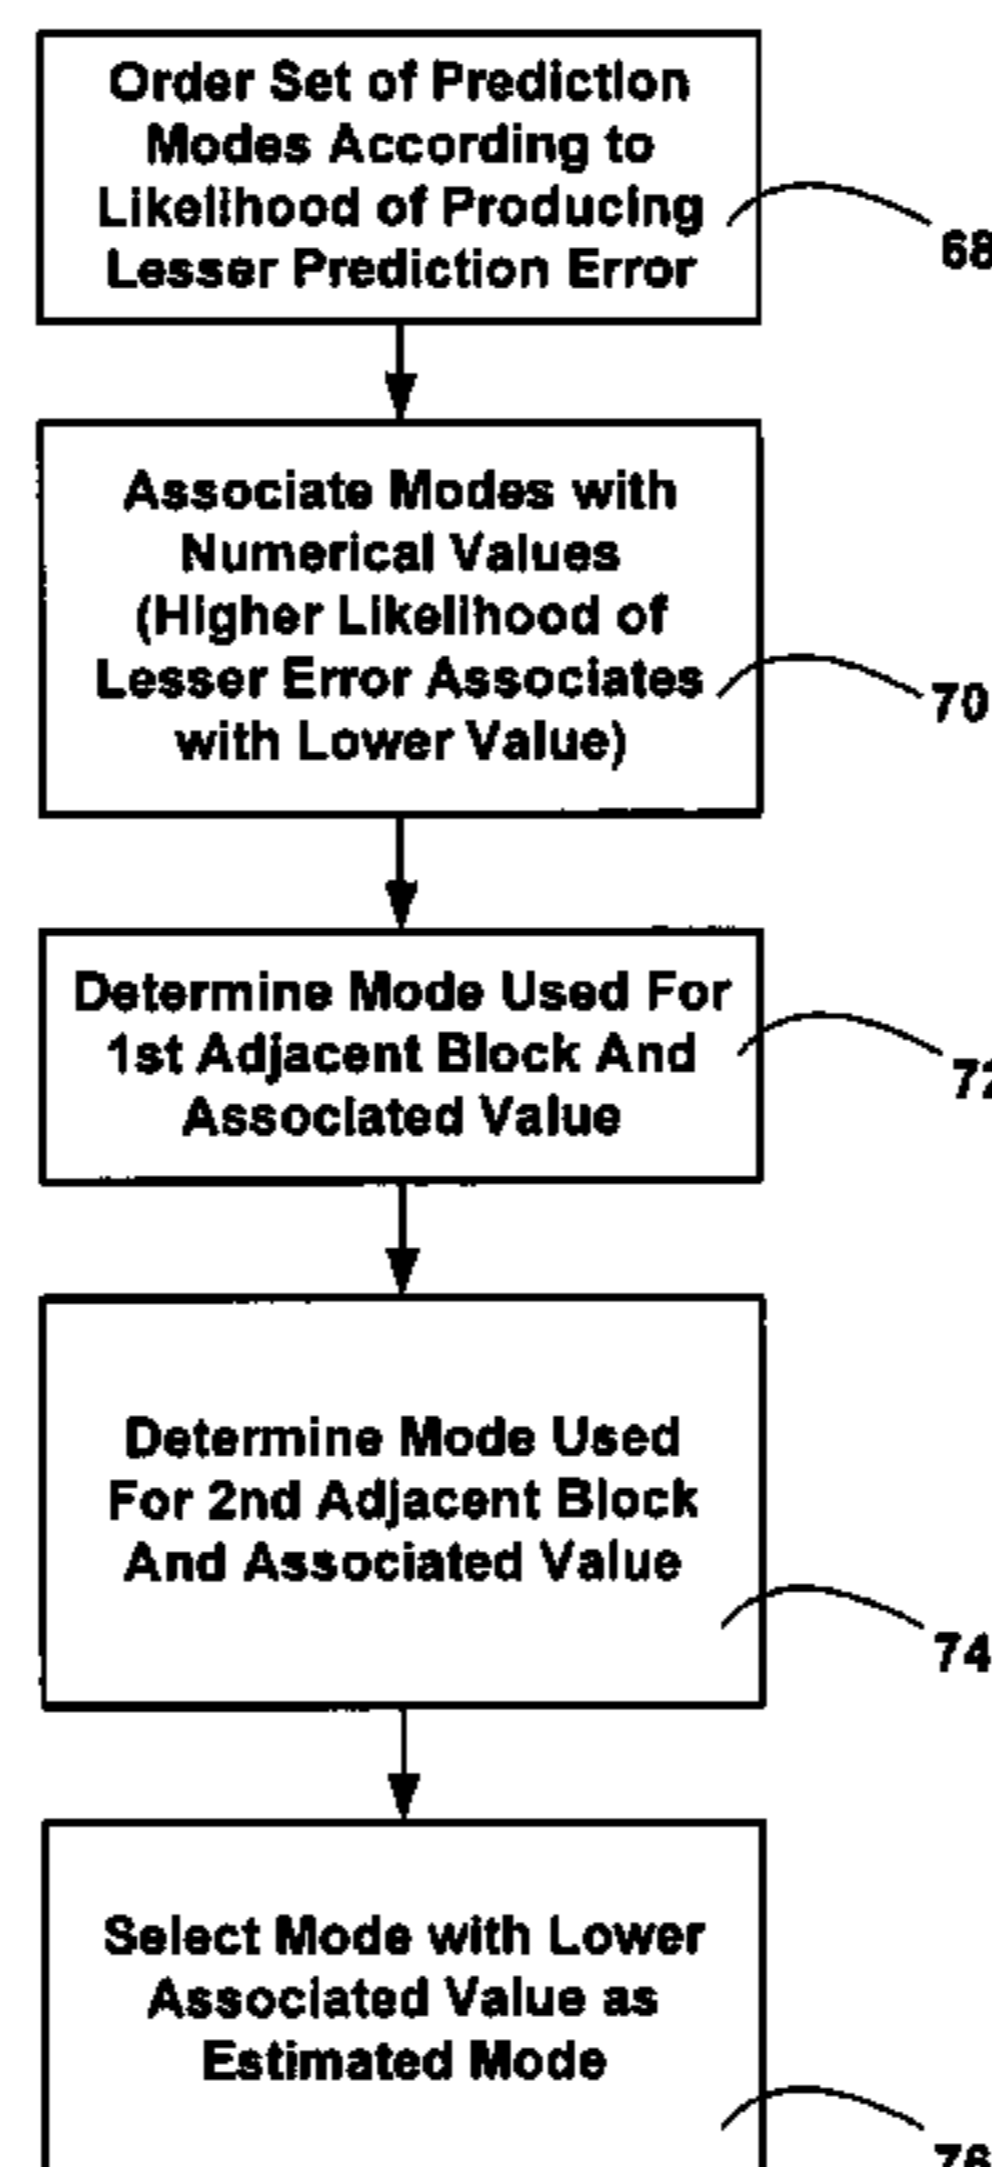 Order Set of Prediction
Modes According to
Likelihood of Producing
Lesser Prediction Error
68
Associate Modes with
Numerical Values
(Higher Likelihood of
Lesser Error Associates
with Lower Value)
70
Determine Mode Used For
1st Adjacent Block And
Associated Value
72
Determine Mode Used
For 2nd Adjacent Block
And Associated Value
74
Select Mode with Lower
Associated Value as
Estimated Mode
76